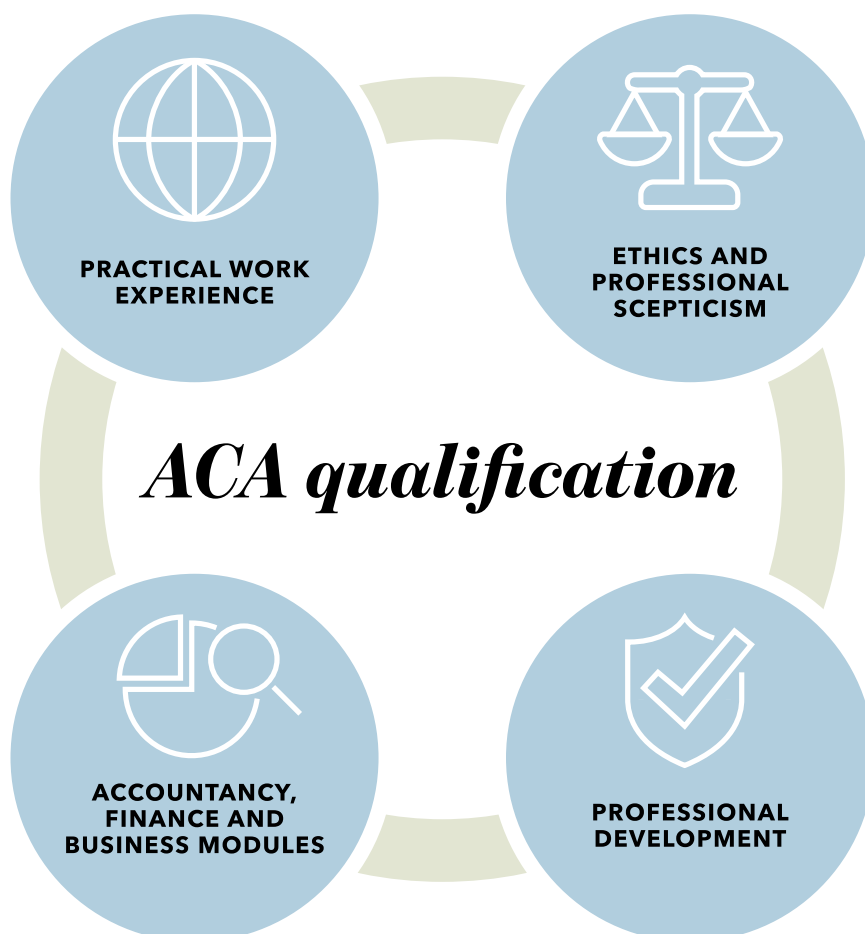 PRACTICAL WORK
EXPERIENCE
ETHICS AND
PROFESSIONAL
SCEPTICISM
ACA qualification
ACCOUNTANCY,
FINANCE AND
BUSINESS MODULES
PROFESSIONAL
DEVELOPMENT